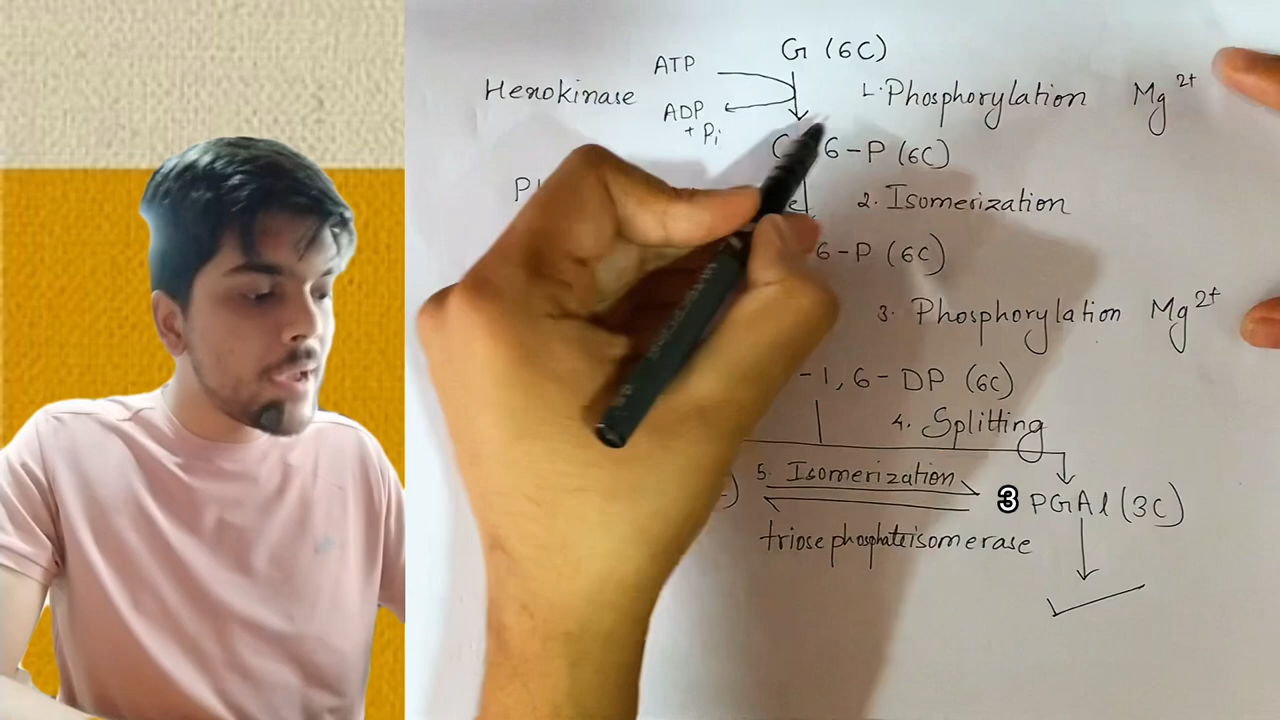 G (6C)
ATP
Hexokinase
1. Phosphorylation Mg2+
ADP
+ Pi
6-P (6C)
2. Isomerization
6-P (6C)
3. Phosphorylation Mg2+
-1, 6-DP (6C)
4. Splitting
5. Isomerization
3 PGAl (3C)
triose phosphate isomerase